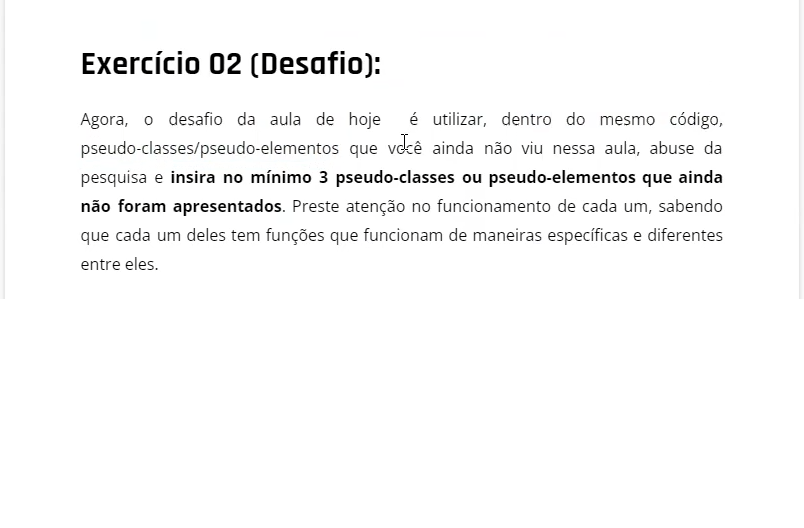 Exercício 02 (Desafio):
Agora, o desafio da aula de hoje é utilizar, dentro do mesmo código,
pseudo-classes/pseudo-elementos que você ainda não viu nessa aula, abuse da
pesquisa e insira no mínimo 3 pseudo-classes ou pseudo-elementos que ainda
não foram apresentados. Preste atenção no funcionamento de cada um, sabendo
que cada um deles tem funções que funcionam de maneiras específicas e diferentes
entre eles.